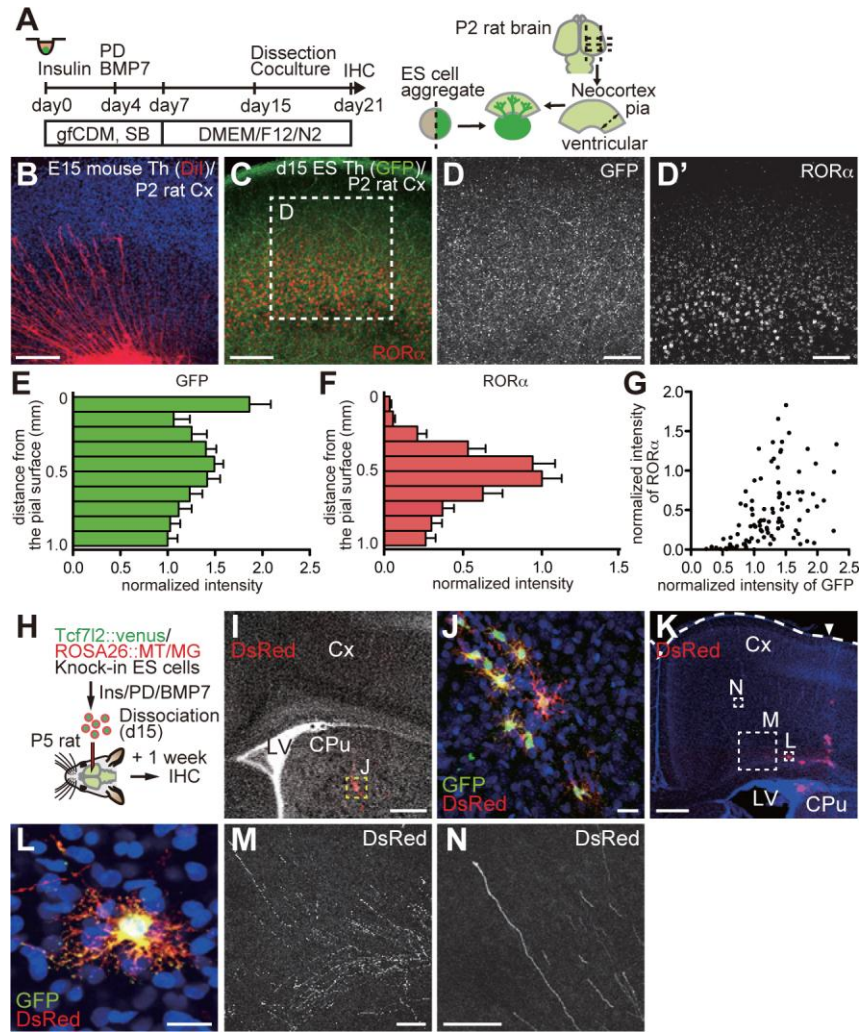 A
Insulin
PD
BMP7
Dissection
Coculture
IHC
day0
day4
day7
day15
day21
gfCDM, SB
DMEM/F12/N2
P2 rat brain
ES cell
aggregate
Neocortex
pia
ventricular
B
E15 mouse Th (DiI)/
P2 rat Cx
C
d15 ES Th (GFP)/
P2 rat Cx
D
RORα
D
GFP
D’
RORα
E
GFP
distance from
the pial surface (mm)
0
0.5
1.0
0.0 0.5 1.0 1.5 2.0 2.5
normalized intensity
F
RORα
distance from
the pial surface (mm)
0
0.5
1.0
0.0 0.5 1.0 1.5
normalized intensity
G
normalized intensity
of RORα
2.0
1.5
1.0
0.5
0.0
0.0 0.5 1.0 1.5 2.0 2.5
normalized intensity of GFP
H
Tcf7l2::venus/
ROSA26::MT/MG
Knock-in ES cells
Ins/PD/BMP7
Dissociation
(d15)
P5 rat
+ 1 week
IHC
I
DsRed
Cx
LV
CPu
J
J
GFP
DsRed
K
DsRed
Cx
N
M
L
LV
CPu
L
GFP
DsRed
M
DsRed
N
DsRed